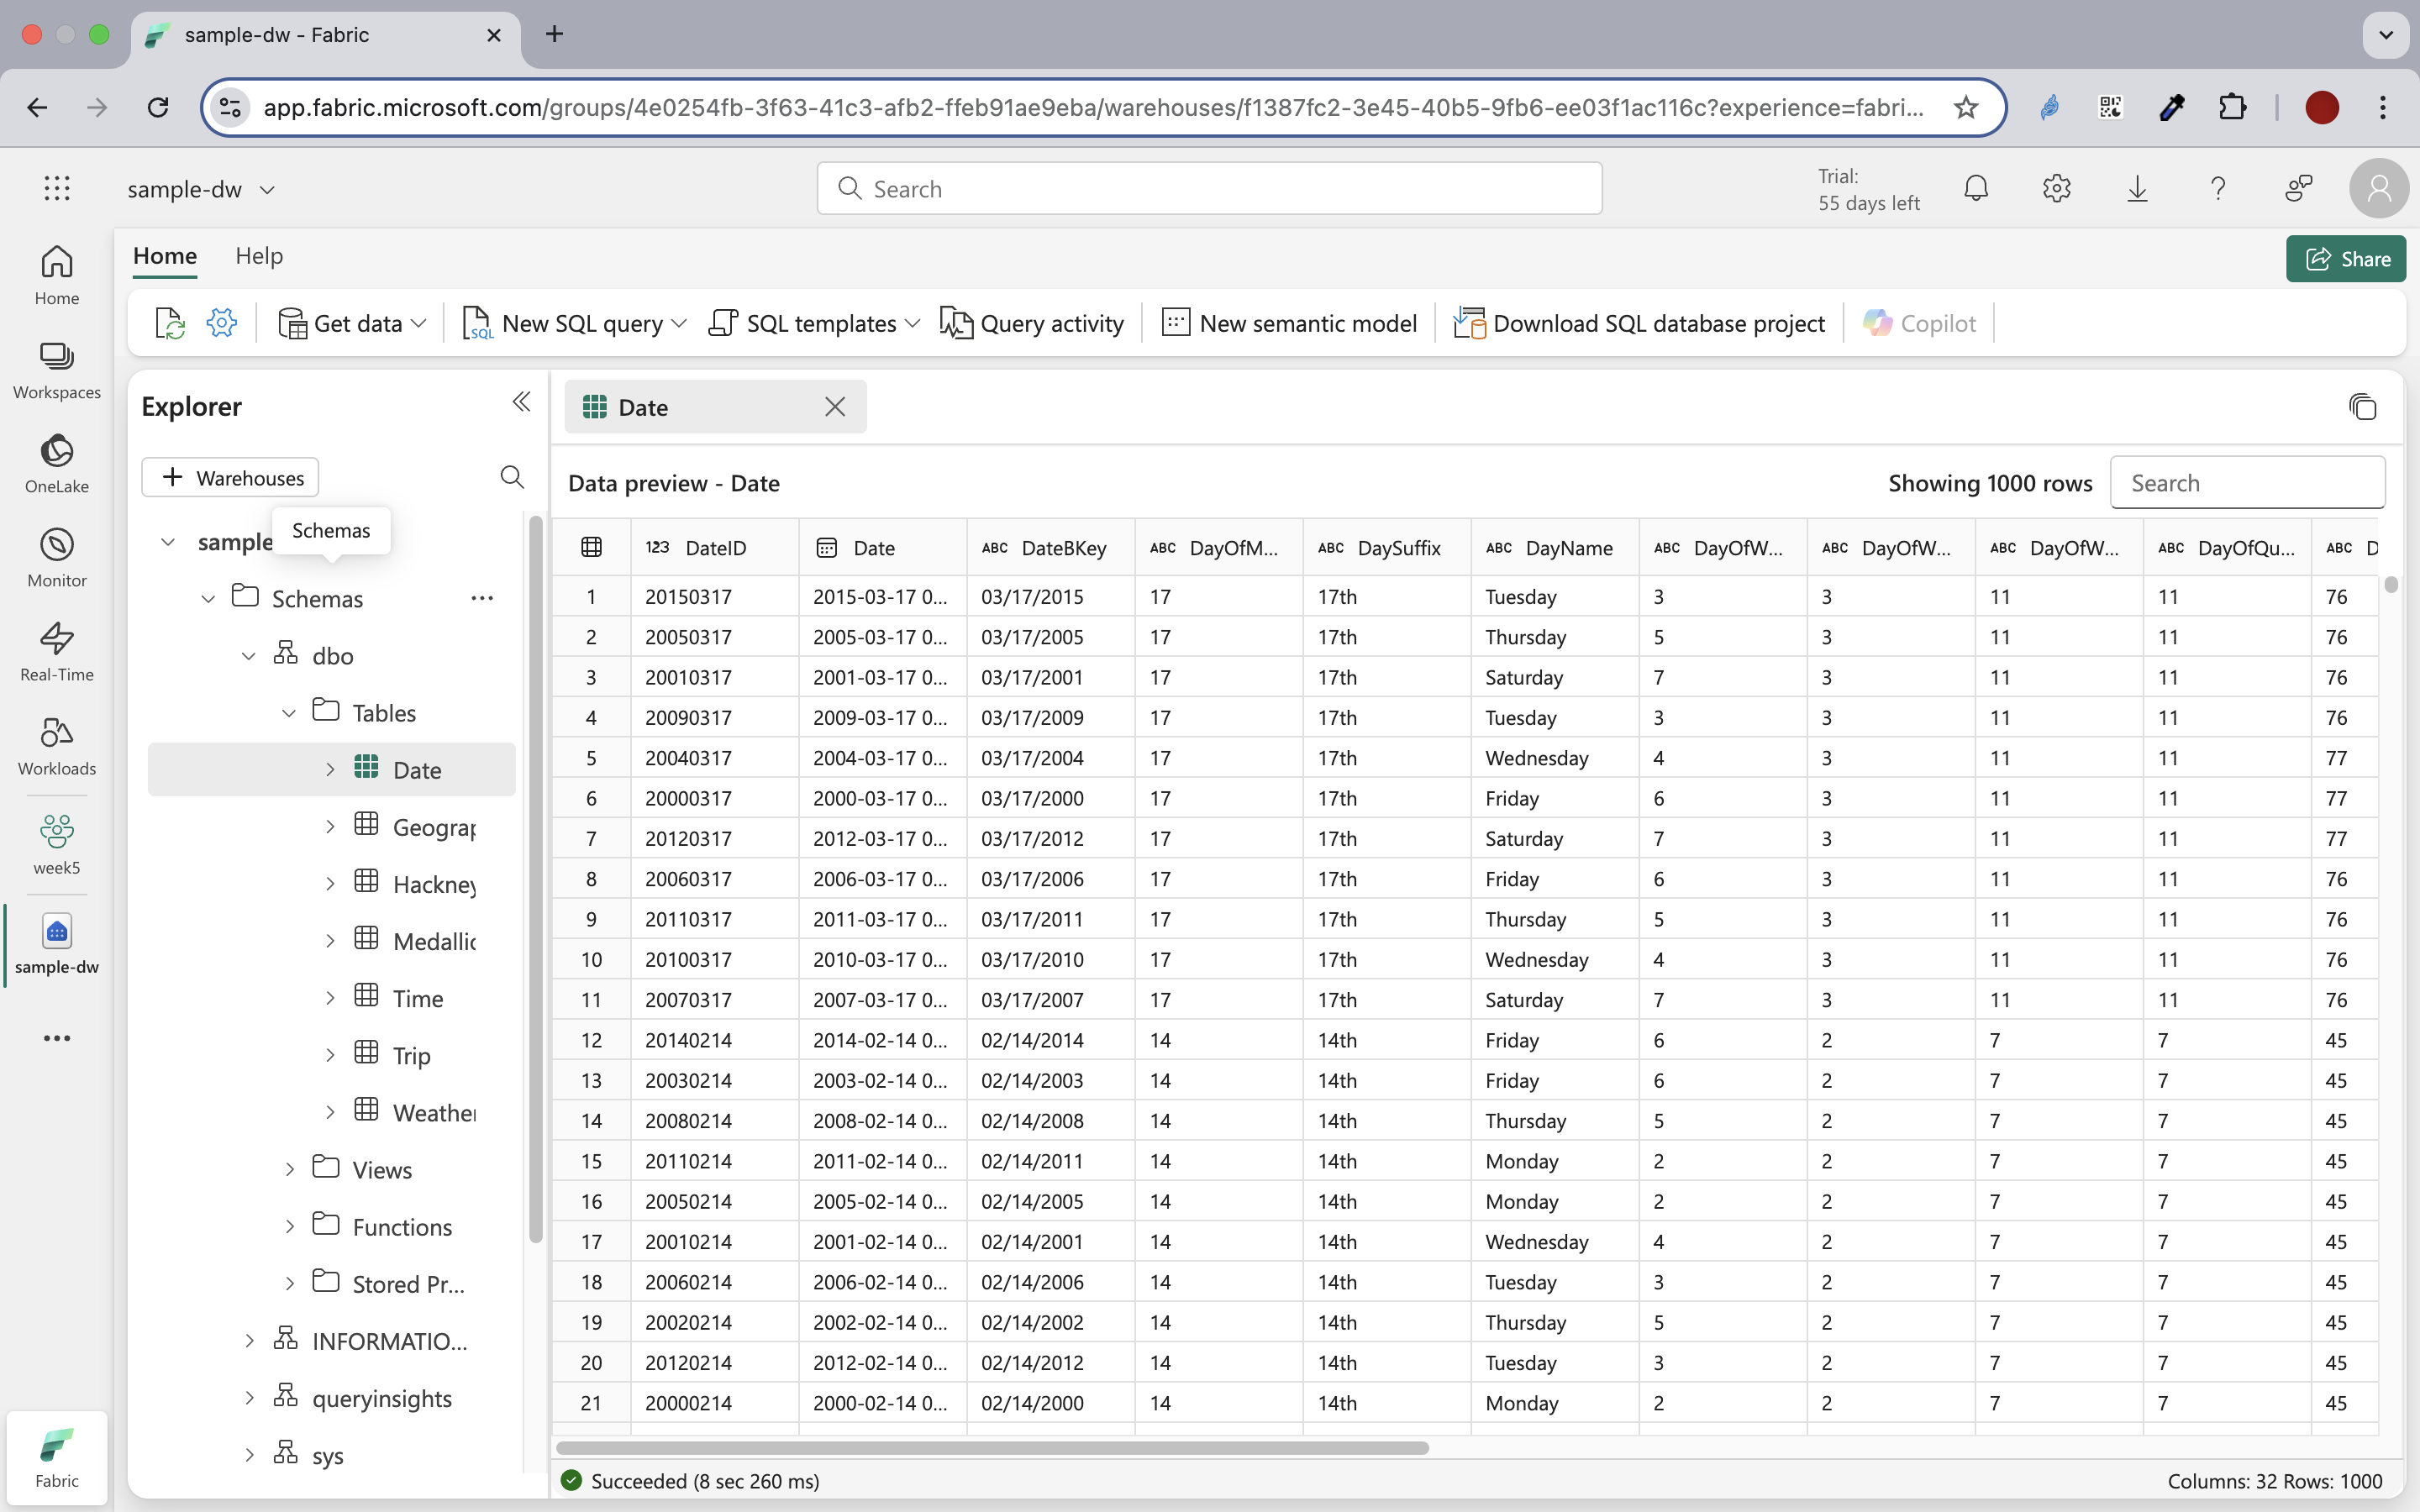 sample-dw - Fabric
app.fabric.microsoft.com/groups/4e0254fb-3f63-41c3-afb2-ffeb91ae9eba/warehouses/f1387fc2-3e45-40b5-9fb6-ee03f1ac116c?experience=fabri...
sample-dw
Search
Trial:
55 days left
Home
Workspaces
OneLake
Monitor
Real-Time
Workloads
week5
sample-dw
Fabric
Home Help
Share
Get data
SQL New SQL query
SQL templates
Query activity
New semantic model
Download SQL database project
Copilot
Explorer
Warehouses
Schemas
sample
Schemas
dbo
Tables
Date
Geograp
Hackney
Medallic
Time
Trip
Weather
Views
Functions
Stored Pr...
INFORMATIO...
queryinsights
sys
Date
Data preview - Date
Showing 1000 rows
Search
123 DateID Date ABC DateBKey ABC DayOfM... ABC DaySuffix ABC DayName ABC DayOfW... ABC DayOfW... ABC DayOfW... ABC DayOfQu... ABC D
1 20150317 2015-03-17 0... 03/17/2015 17 17th Tuesday 3 3 11 11 76
2 20050317 2005-03-17 0... 03/17/2005 17 17th Thursday 5 3 11 11 76
3 20010317 2001-03-17 0... 03/17/2001 17 17th Saturday 7 3 11 11 76
4 20090317 2009-03-17 0... 03/17/2009 17 17th Tuesday 3 3 11 11 76
5 20040317 2004-03-17 0... 03/17/2004 17 17th Wednesday 4 3 11 11 77
6 20000317 2000-03-17 0... 03/17/2000 17 17th Friday 6 3 11 11 77
7 20120317 2012-03-17 0... 03/17/2012 17 17th Saturday 7 3 11 11 77
8 20060317 2006-03-17 0... 03/17/2006 17 17th Friday 6 3 11 11 76
9 20110317 2011-03-17 0... 03/17/2011 17 17th Thursday 5 3 11 11 76
10 20100317 2010-03-17 0... 03/17/2010 17 17th Wednesday 4 3 11 11 76
11 20070317 2007-03-17 0... 03/17/2007 17 17th Saturday 7 3 11 11 76
12 20140214 2014-02-14 0... 02/14/2014 14 14th Friday 6 2 7 7 45
13 20030214 2003-02-14 0... 02/14/2003 14 14th Friday 6 2 7 7 45
14 20080214 2008-02-14 0... 02/14/2008 14 14th Thursday 5 2 7 7 45
15 20110214 2011-02-14 0... 02/14/2011 14 14th Monday 2 2 7 7 45
16 20050214 2005-02-14 0... 02/14/2005 14 14th Monday 2 2 7 7 45
17 20010214 2001-02-14 0... 02/14/2001 14 14th Wednesday 4 2 7 7 45
18 20060214 2006-02-14 0... 02/14/2006 14 14th Tuesday 3 2 7 7 45
19 20020214 2002-02-14 0... 02/14/2002 14 14th Thursday 5 2 7 7 45
20 20120214 2012-02-14 0... 02/14/2012 14 14th Tuesday 3 2 7 7 45
21 20000214 2000-02-14 0... 02/14/2000 14 14th Monday 2 2 7 7 45
Succeeded (8 sec 260 ms)
Columns: 32 Rows: 1000